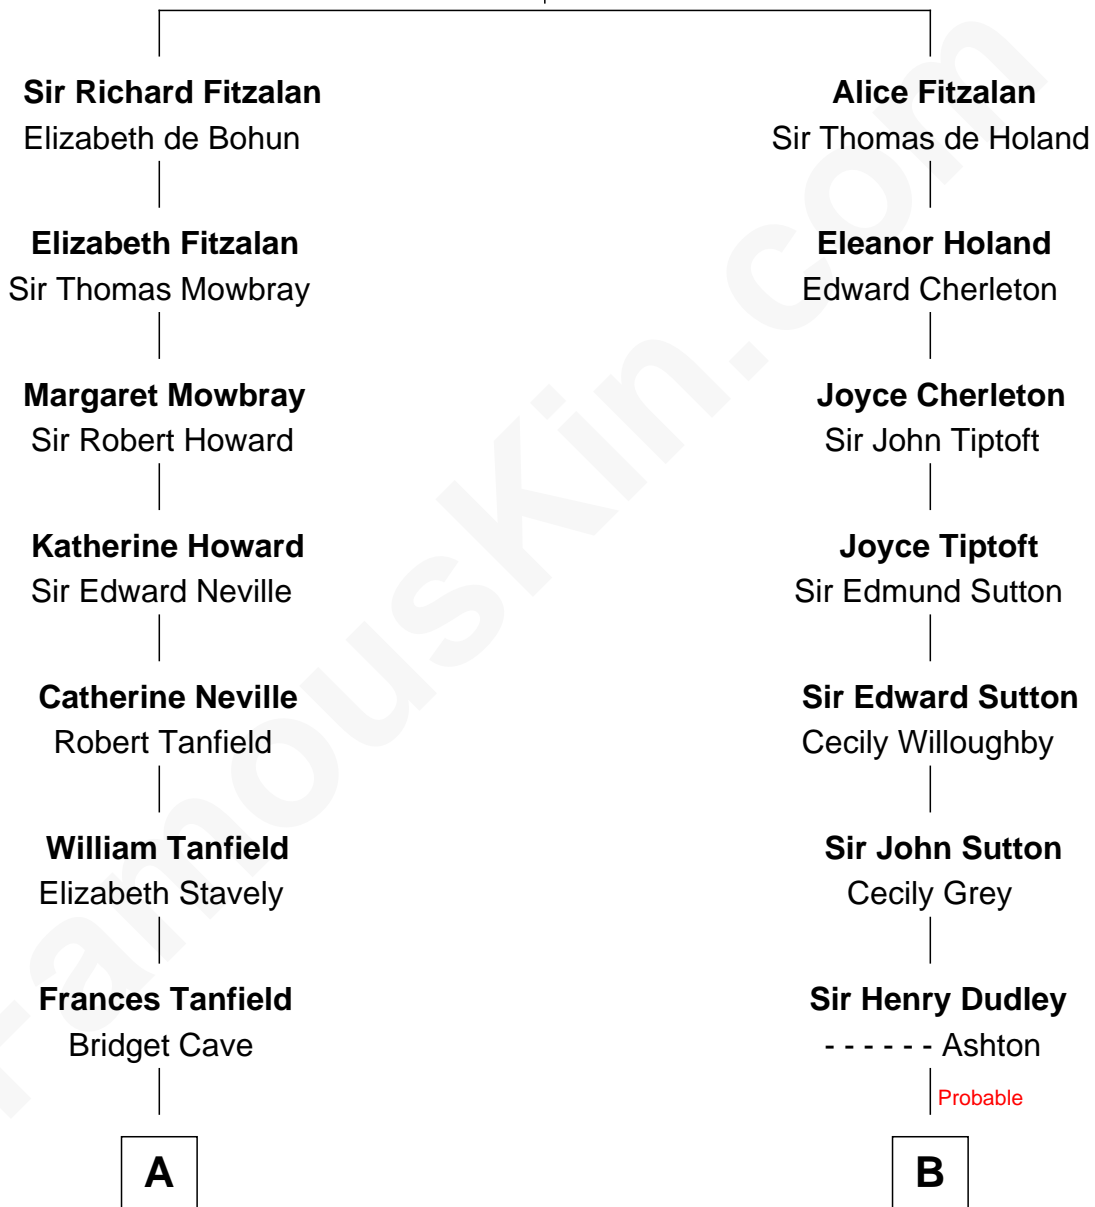 Sir Richard Fitzalan
Elizabeth de Bohun
Elizabeth Fitzalan
Sir Thomas Mowbray
Margaret Mowbray
Sir Robert Howard
Katherine Howard
Sir Edward Neville
Catherine Neville
Robert Tanfield
William Tanfield
Elizabeth Stavely
Frances Tanfield
Bridget Cave
A
Alice Fitzalan
Sir Thomas de Holand
Eleanor Holand
Edward Cherleton
Joyce Cherleton
Sir John Tiptoft
Joyce Tiptoft
Sir Edmund Sutton
Sir Edward Sutton
Cecily Willoughby
Sir John Sutton
Cecily Grey
Sir Henry Dudley
- - - - - - Ashton
Probable
B
FamousKin.com